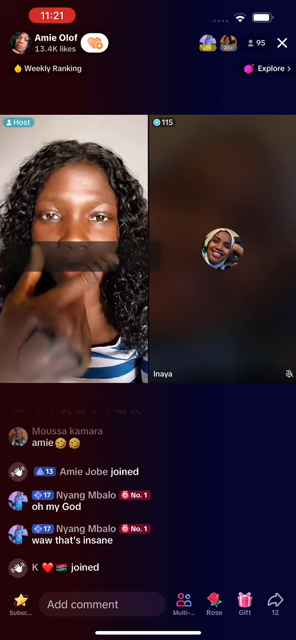 11:21
Amie Olof
13.4K likes
20+
95
Weekly Ranking
Explore >
Host
115
Inaya
Moussa kamara
amie🤣🤣
13 Amie Jobe joined
17 Nyang Mbalo No. 1
oh my God
17 Nyang Mbalo No. 1
waw that's insane
K ❤️🇬🇲 joined
Subsc...
Add comment
Multi-...
Rose
Gift
12